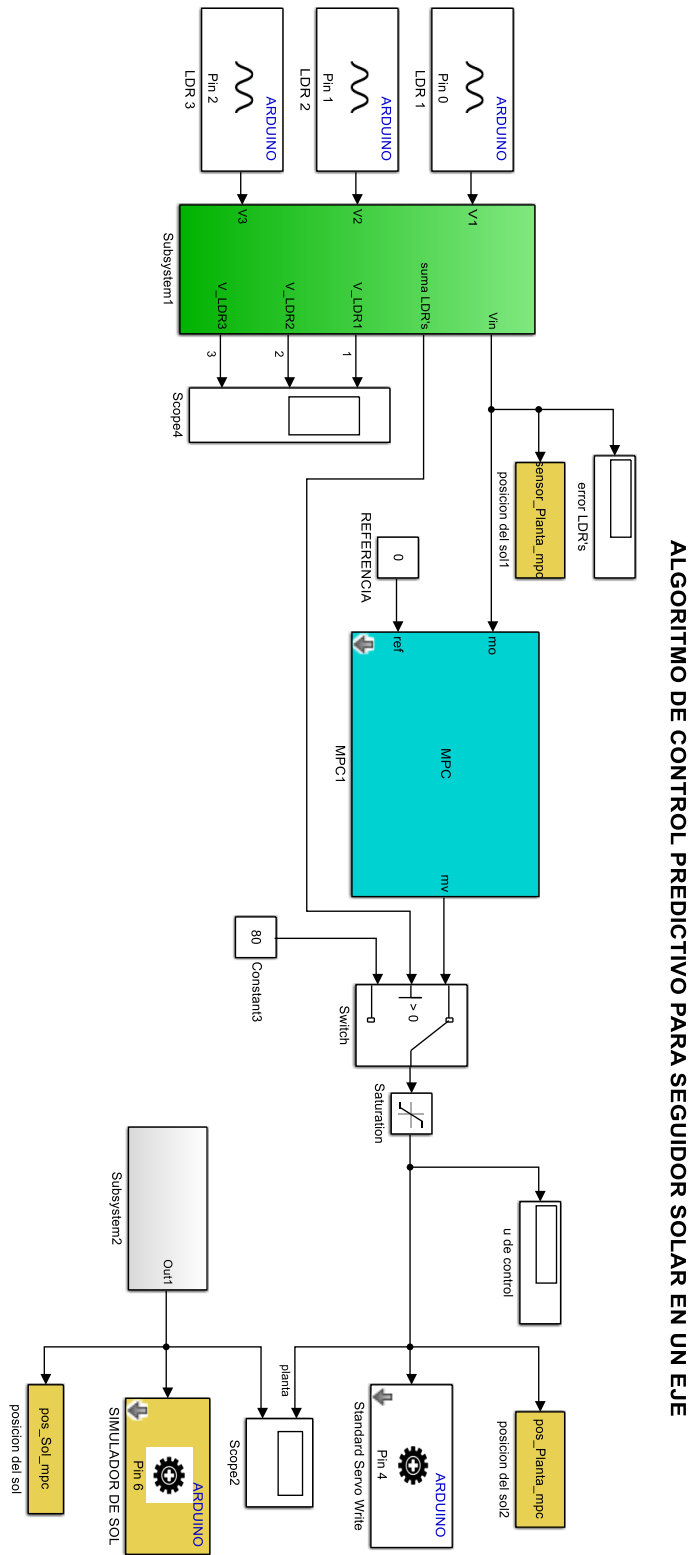 ALGORITMO DE CONTROL PREDICTIVO PARA SEGUIDOR SOLAR EN UN EJE
ARDUINO
Pin 0
LDR 1
ARDUINO
Pin 1
LDR 2
ARDUINO
Pin 2
LDR 3
V1
V2
V3
Vin
suma LDR's
V_LDR1
V_LDR2
V_LDR3
Subsystem1
1
2
3
Scope4
error LDR's
sensor_Planta_mpc
posicion del sol1
0
REFERENCIA
mo
ref
MPC
mv
MPC1
80
Constant3
> 0
Switch
Saturation
u de control
pos_Planta_mpc
posicion del sol2
ARDUINO
Pin 4
Standard Servo Write
planta
Scope2
Out1
Subsystem2
ARDUINO
Pin 6
SIMULADOR DE SOL
pos_Sol_mpc
posicion del sol